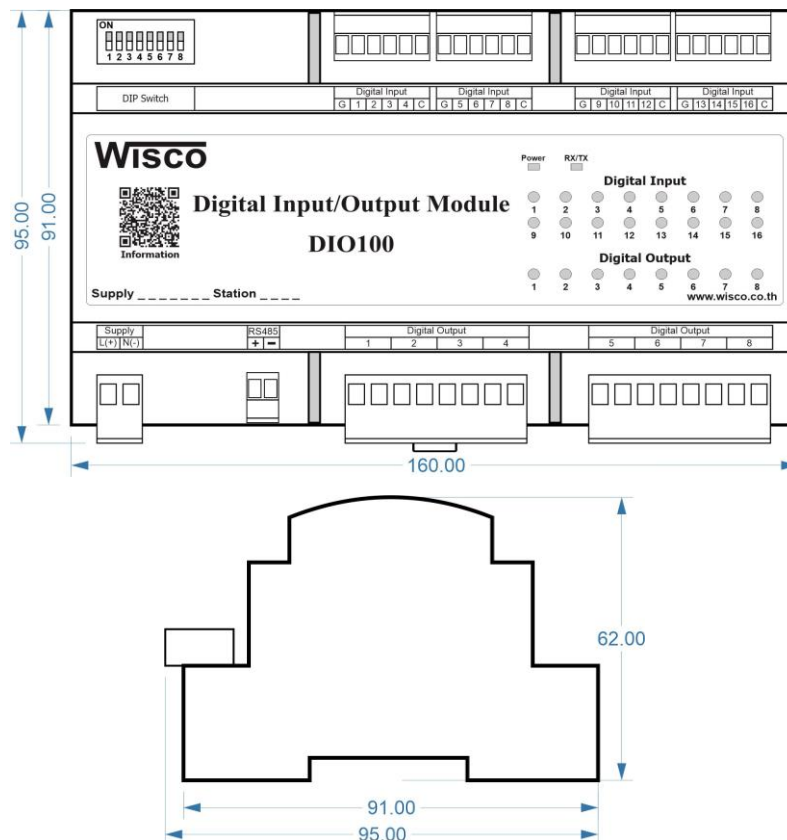 ON
1 2 3 4 5 6 7 8
DIP Switch
Digital Input Digital Input Digital Input Digital Input
G 1 2 3 4 C G 5 6 7 8 C G 9 10 11 12 C G 13 14 15 16 C
WISCO
Power RX/TX
Digital Input
Digital Input/Output Module
1 2 3 4 5 6 7 8
DIO100
9 10 11 12 13 14 15 16
Information
Digital Output
1 2 3 4 5 6 7 8
Supply _ _ _ _ _ _ _ Station _ _ _ _
www.wisco.co.th
Supply RS485 Digital Output Digital Output
L(+) N(-) + − 1 2 3 4 5 6 7 8
95.00
91.00
160.00
62.00
91.00
95.00